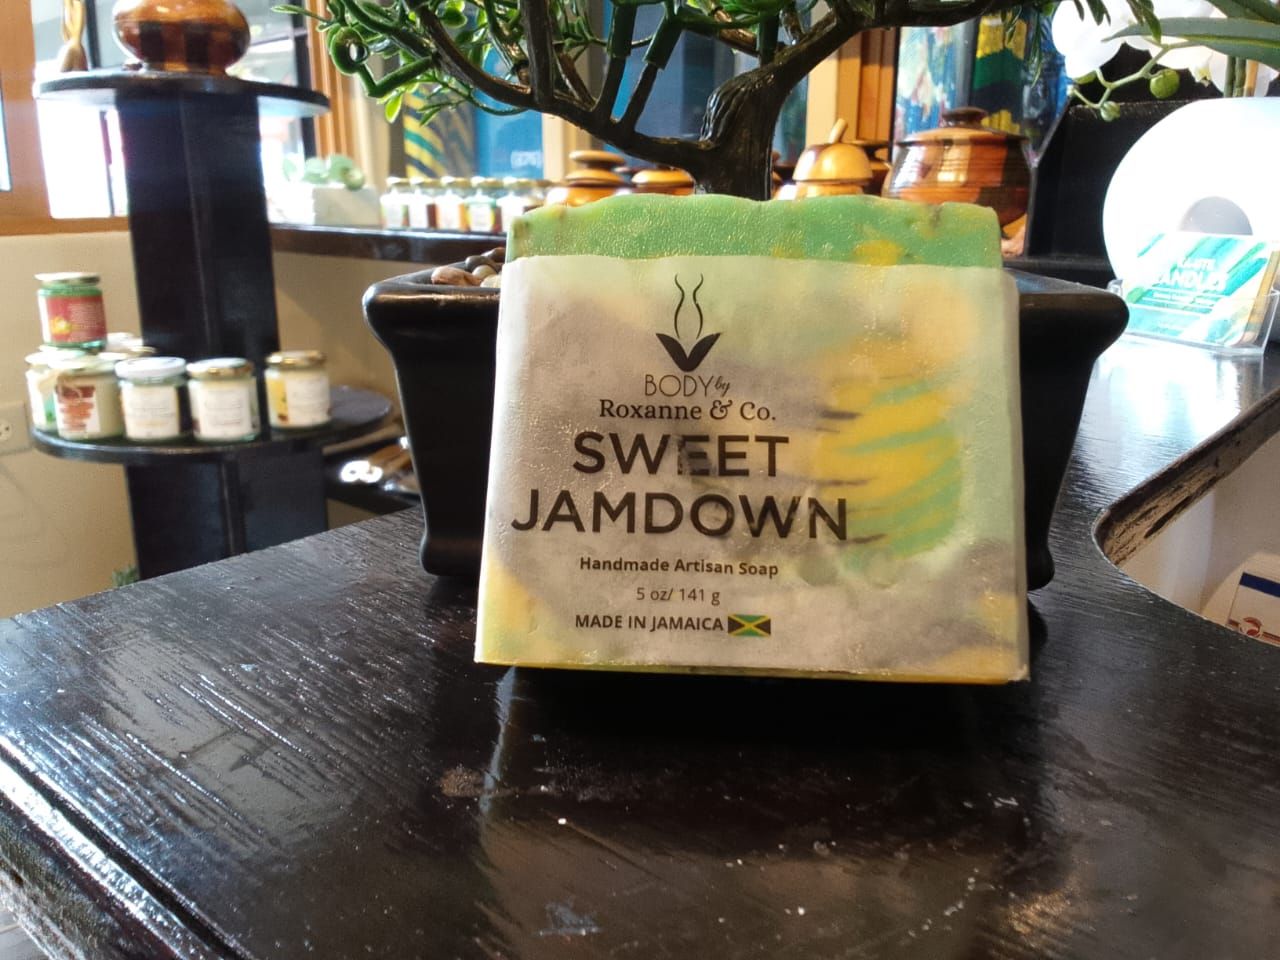 BODY by
Roxanne & Co.
SWEET
JAMDOWN
Handmade Artisan Soap
5 oz/ 141 g
MADE IN JAMAICA